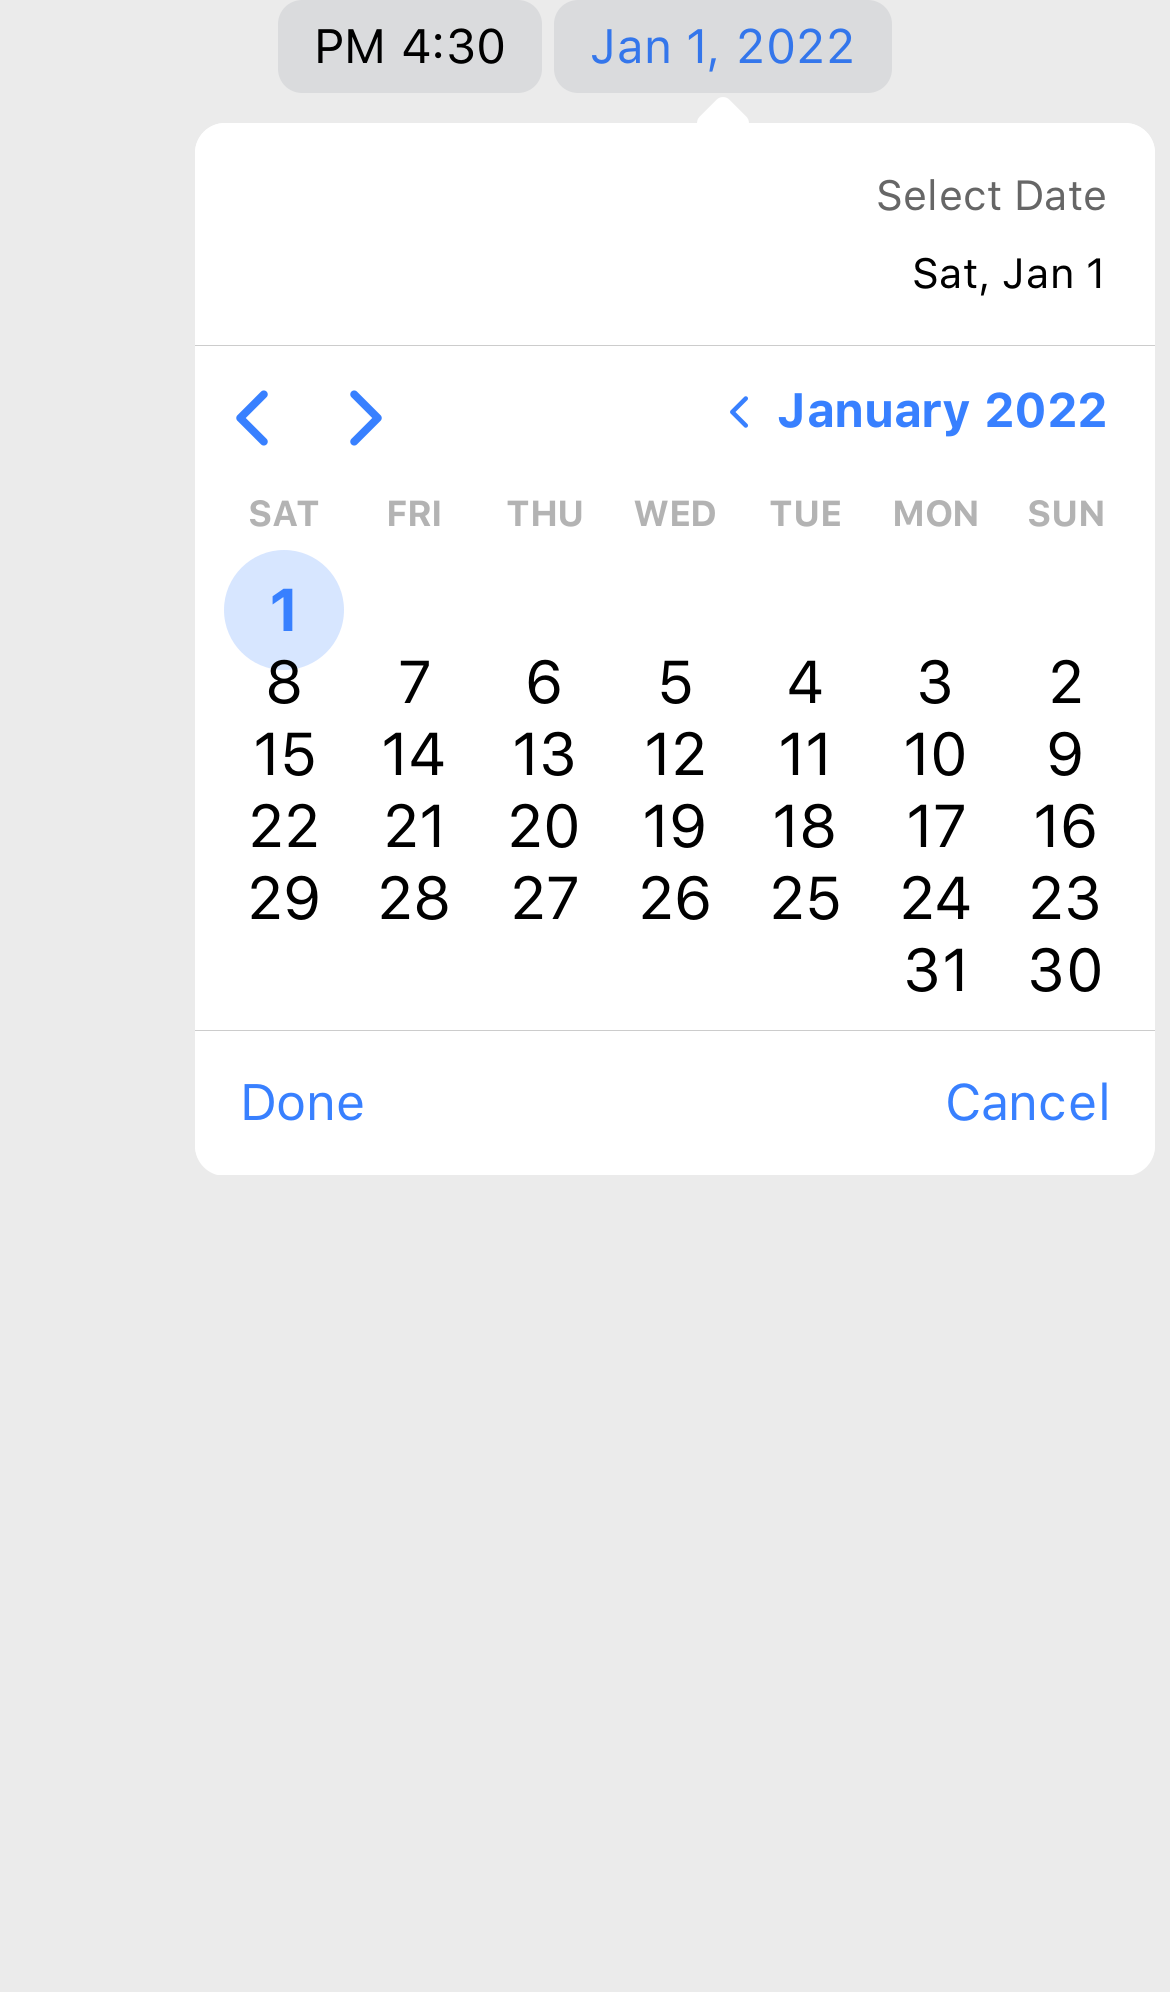 PM 4:30 Jan 1, 2022
Select Date
Sat, Jan 1
January 2022
SAT FRI THU WED TUE MON SUN
1
8 7 6 5 4 3 2
15 14 13 12 11 10 9
22 21 20 19 18 17 16
29 28 27 26 25 24 23
31 30
Done Cancel